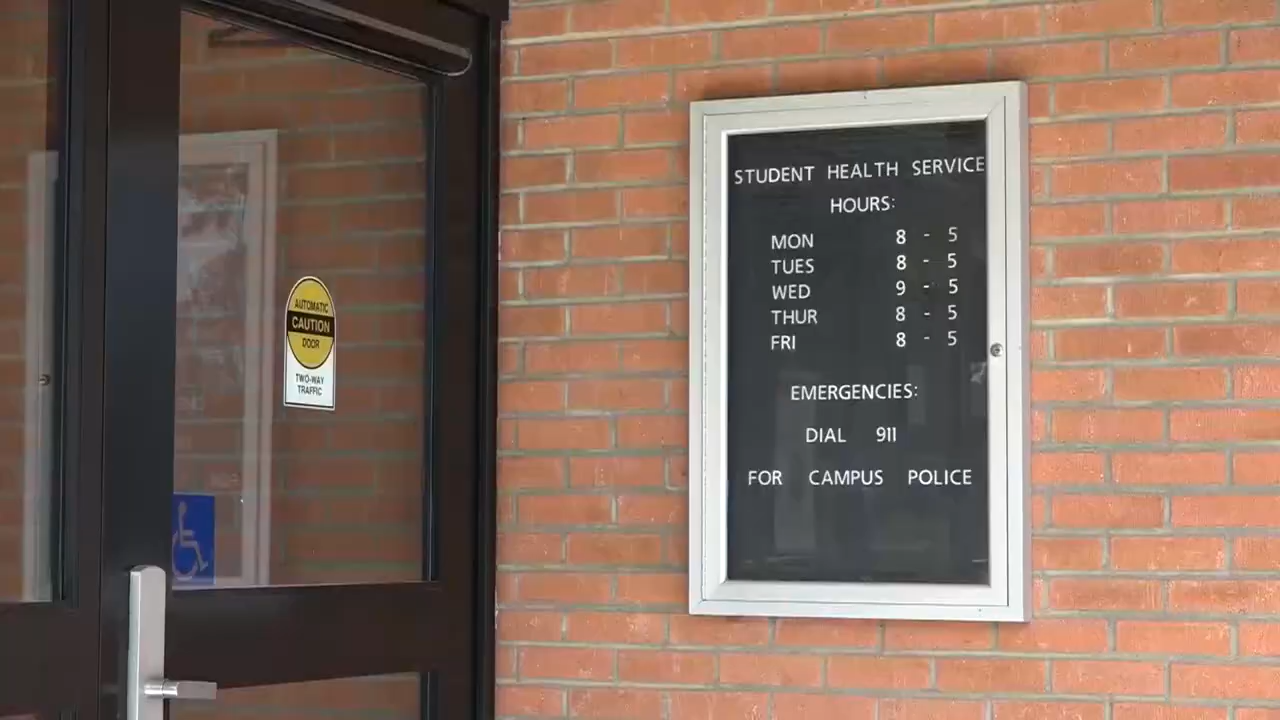 AUTOMATIC
CAUTION
DOOR
TWO-WAY
TRAFFIC
STUDENT HEALTH SERVICE
HOURS:
MON 8 - 5
TUES 8 - 5
WED 9 - 5
THUR 8 - 5
FRI 8 - 5
EMERGENCIES:
DIAL 911
FOR CAMPUS POLICE